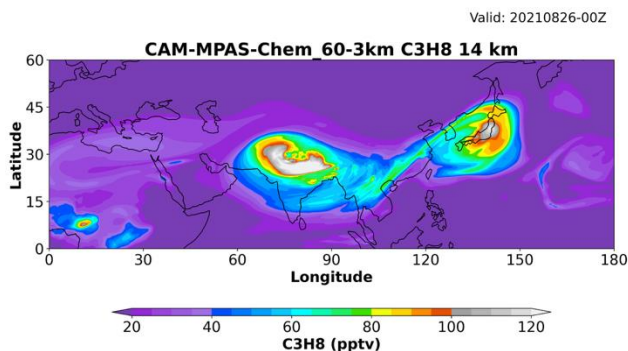 Valid: 20210826-00Z
CAM-MPAS-Chem_60-3km C3H8 14 km
60
45
30
15
0
Latitude
0 30 60 90 120 150 180
Longitude
20 40 60 80 100 120
C3H8 (pptv)